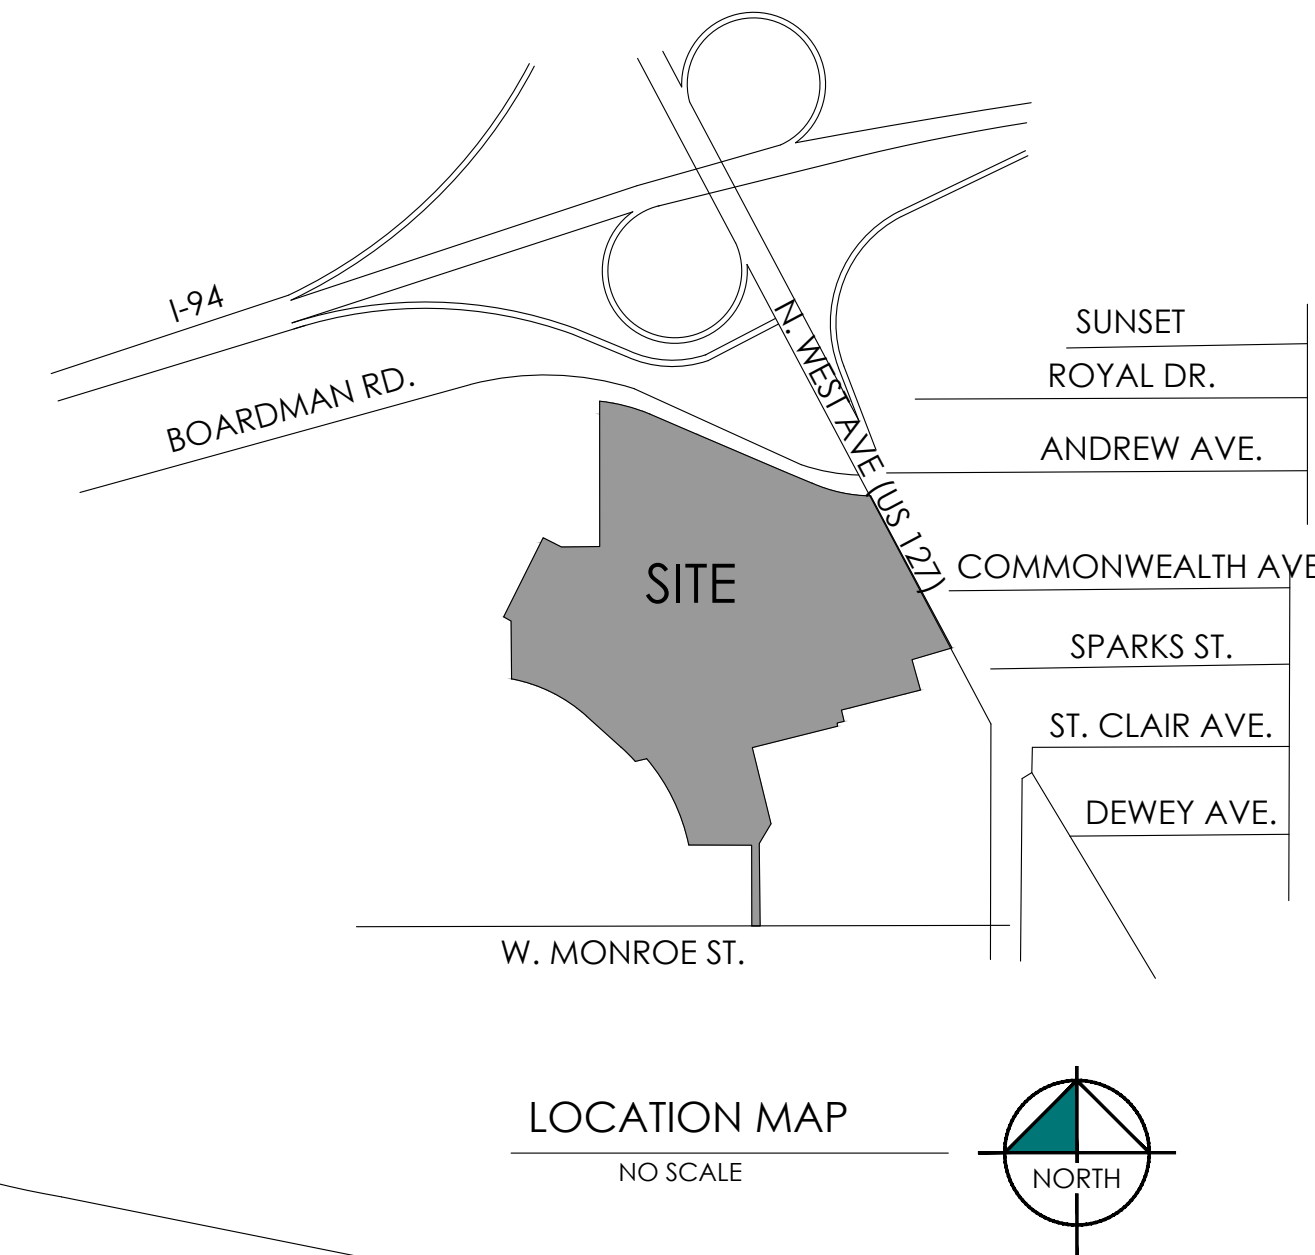 I-94
SUNSET
ROYAL DR.
BOARDMAN RD.
N. WEST AVE (US 127)
ANDREW AVE.
SITE
COMMONWEALTH AVE
SPARKS ST.
ST. CLAIR AVE.
DEWEY AVE.
W. MONROE ST.
LOCATION MAP
NO SCALE
NORTH